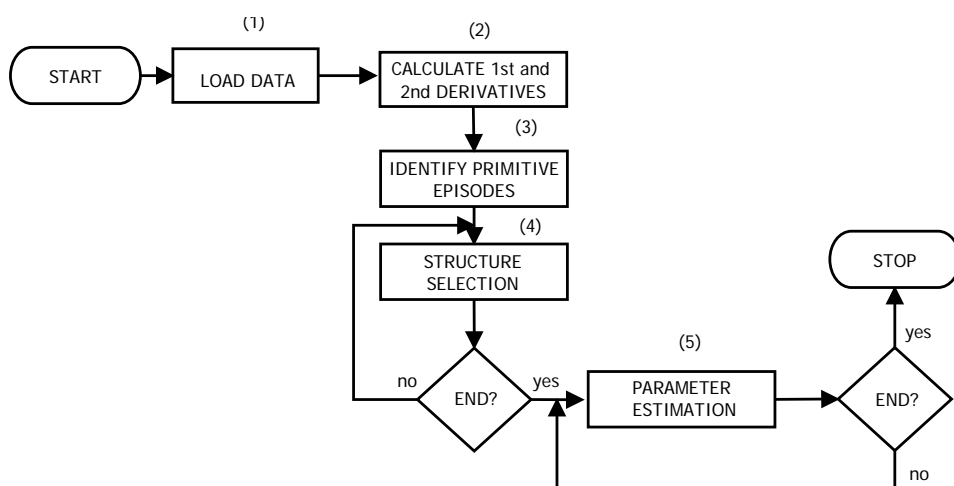 (1)
(2)
START
LOAD DATA
CALCULATE 1st and
2nd DERIVATIVES
(3)
IDENTIFY PRIMITIVE
EPISODES
(4)
STRUCTURE
SELECTION
STOP
no
END?
yes
(5)
PARAMETER
ESTIMATION
yes
END?
no